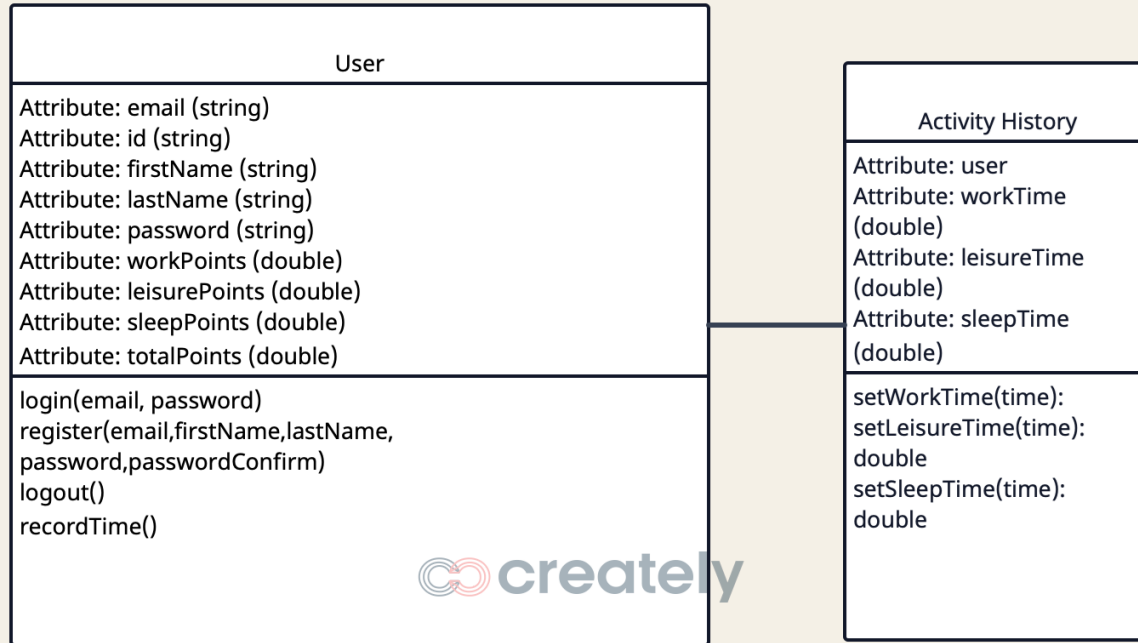 User
Attribute: email (string)
Attribute: id (string)
Attribute: firstName (string)
Attribute: lastName (string)
Attribute: password (string)
Attribute: workPoints (double)
Attribute: leisurePoints (double)
Attribute: sleepPoints (double)
Attribute: totalPoints (double)
login(email, password)
register(email,firstName,lastName,
password,passwordConfirm)
logout()
recordTime()
Activity History
Attribute: user
Attribute: workTime
(double)
Attribute: leisureTime
(double)
Attribute: sleepTime
(double)
setWorkTime(time):
setLeisureTime(time):
double
setSleepTime(time):
double
creately